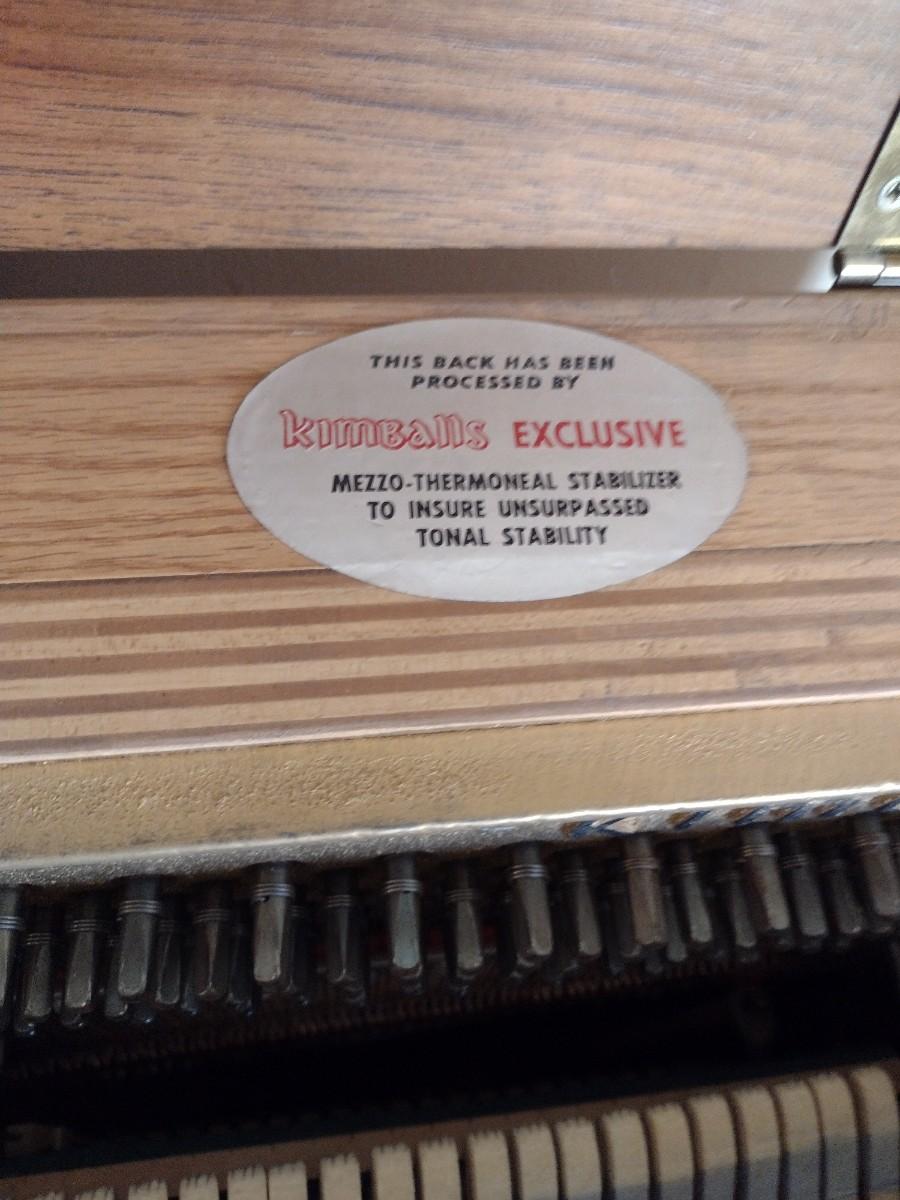 THIS BACK HAS BEEN
PROCESSED BY
kimballs EXCLUSIVE
MEZZO-THERMONEAL STABILIZER
TO INSURE UNSURPASSED
TONAL STABILITY